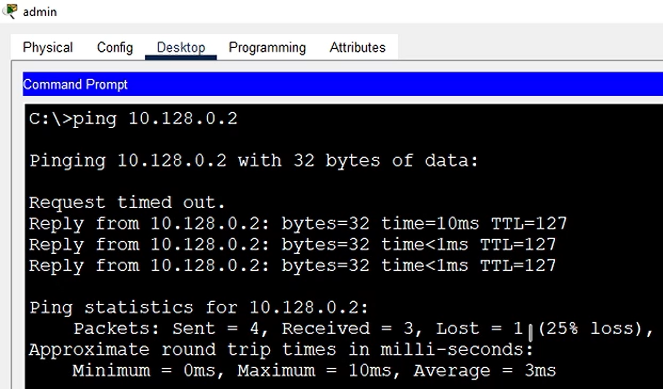 admin
Physical Config Desktop Programming Attributes
Command Prompt
C:\>ping 10.128.0.2
Pinging 10.128.0.2 with 32 bytes of data:
Request timed out.
Reply from 10.128.0.2: bytes=32 time=10ms TTL=127
Reply from 10.128.0.2: bytes=32 time<1ms TTL=127
Reply from 10.128.0.2: bytes=32 time<1ms TTL=127
Ping statistics for 10.128.0.2:
Packets: Sent = 4, Received = 3, Lost = 1 (25% loss),
Approximate round trip times in milli-seconds:
Minimum = 0ms, Maximum = 10ms, Average = 3ms